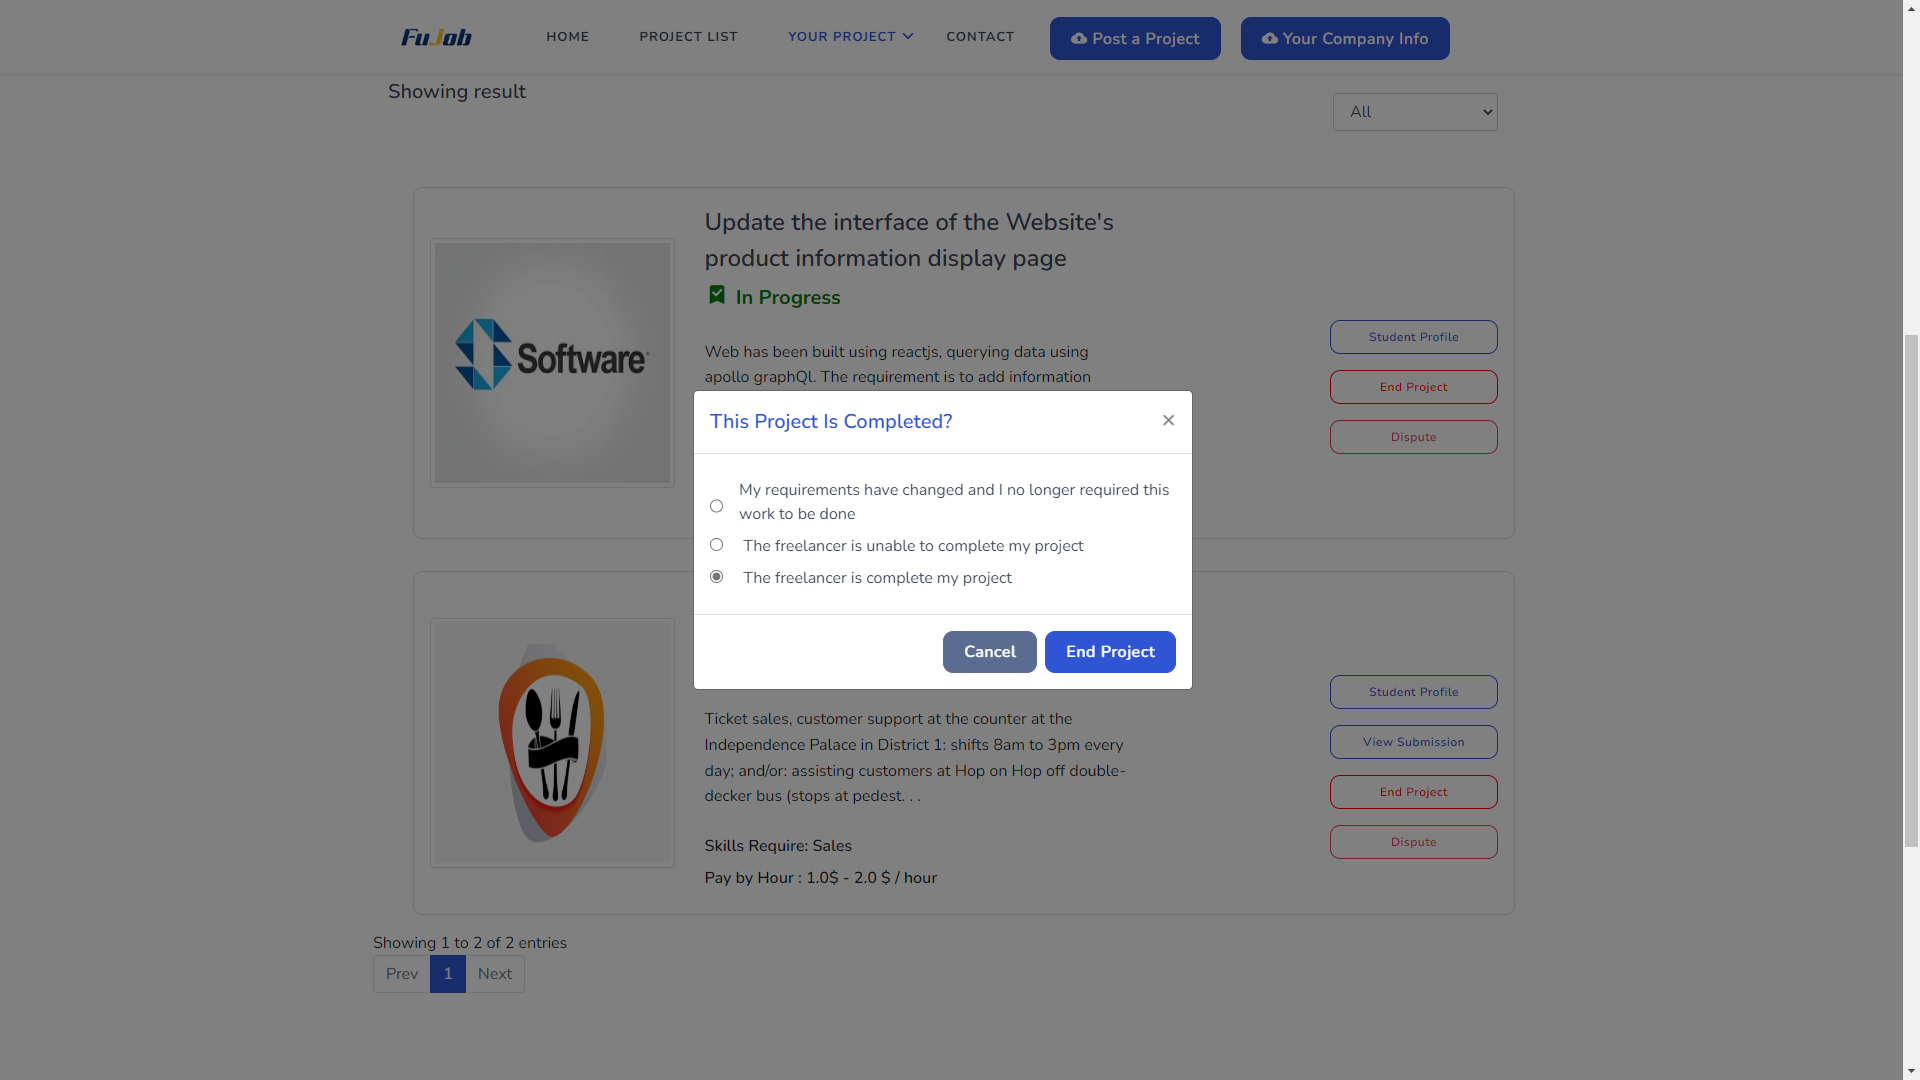 FuJob
HOME
PROJECT LIST
YOUR PROJECT
CONTACT
Post a Project
Your Company Info
Showing result
All
Update the interface of the Website's
product information display page
In Progress
Web has been built using reactjs, querying data using
apollo graphQl. The requirement is to add information
Software
Student Profile
End Project
Dispute
This Project Is Completed?
×
My requirements have changed and I no longer required this
work to be done
The freelancer is unable to complete my project
The freelancer is complete my project
Cancel
End Project
Ticket sales, customer support at the counter at the
Independence Palace in District 1: shifts 8am to 3pm every
day; and/or: assisting customers at Hop on Hop off double-
decker bus (stops at pedest. . .
Skills Require: Sales
Pay by Hour : 1.0$ - 2.0 $ / hour
Student Profile
View Submission
End Project
Dispute
Showing 1 to 2 of 2 entries
Prev
1
Next